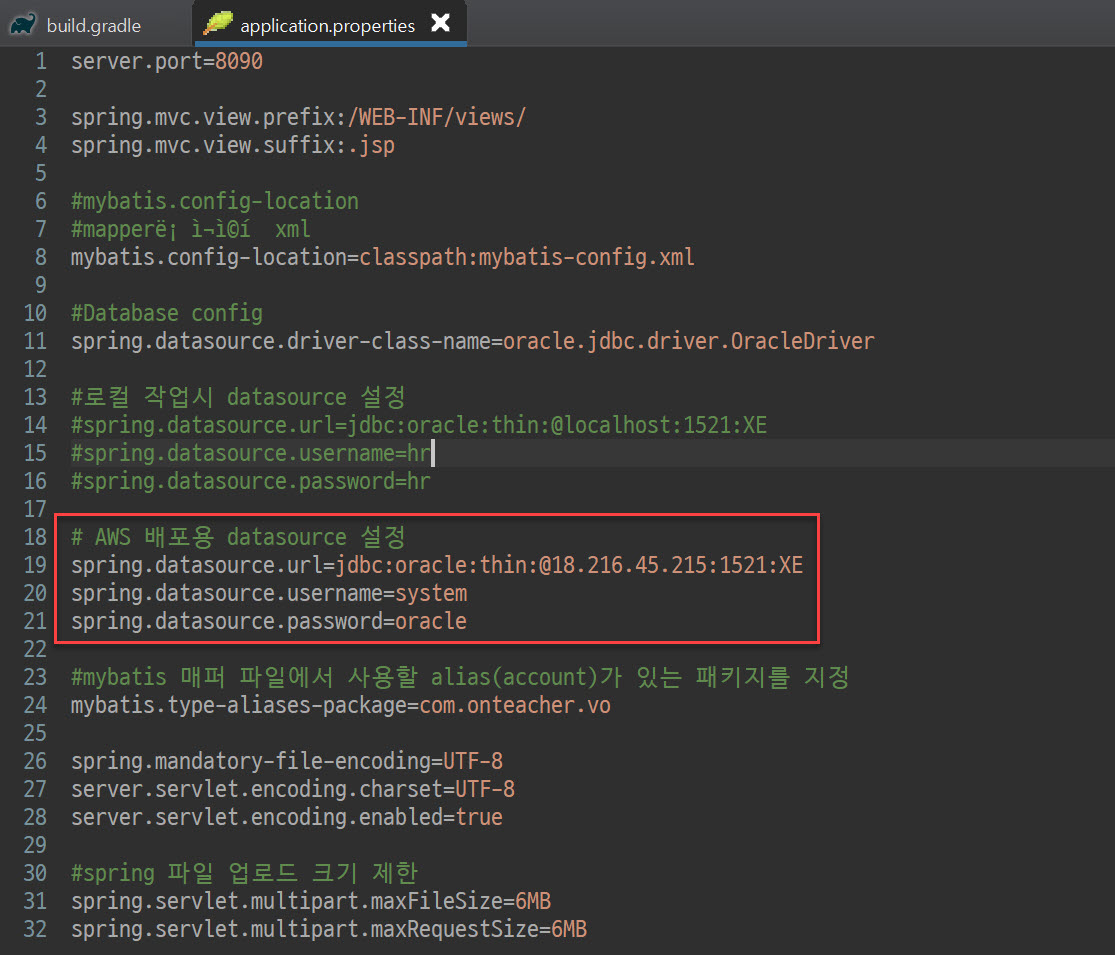 build.gradle
application.properties
1 server.port=8090
2
3 spring.mvc.view.prefix:/WEB-INF/views/
4 spring.mvc.view.suffix:.jsp
5
6 #mybatis.config-location
7 #mapperë¡ ì¬ì@í xml
8 mybatis.config-location=classpath:mybatis-config.xml
9
10 #Database config
11 spring.datasource.driver-class-name=oracle.jdbc.driver.OracleDriver
12
13 #로컬 작업시 datasource 설정
14 #spring.datasource.url=jdbc:oracle:thin:@localhost:1521:XE
15 #spring.datasource.username=hr
16 #spring.datasource.password=hr
17
18 # AWS 배포용 datasource 설정
19 spring.datasource.url=jdbc:oracle:thin:@18.216.45.215:1521:XE
20 spring.datasource.username=system
21 spring.datasource.password=oracle
22
23 #mybatis 매퍼 파일에서 사용할 alias(account)가 있는 패키지를 지정
24 mybatis.type-aliases-package=com.onteacher.vo
25
26 spring.mandatory-file-encoding=UTF-8
27 server.servlet.encoding.charset=UTF-8
28 server.servlet.encoding.enabled=true
29
30 #spring 파일 업로드 크기 제한
31 spring.servlet.multipart.maxFileSize=6MB
32 spring.servlet.multipart.maxRequestSize=6MB